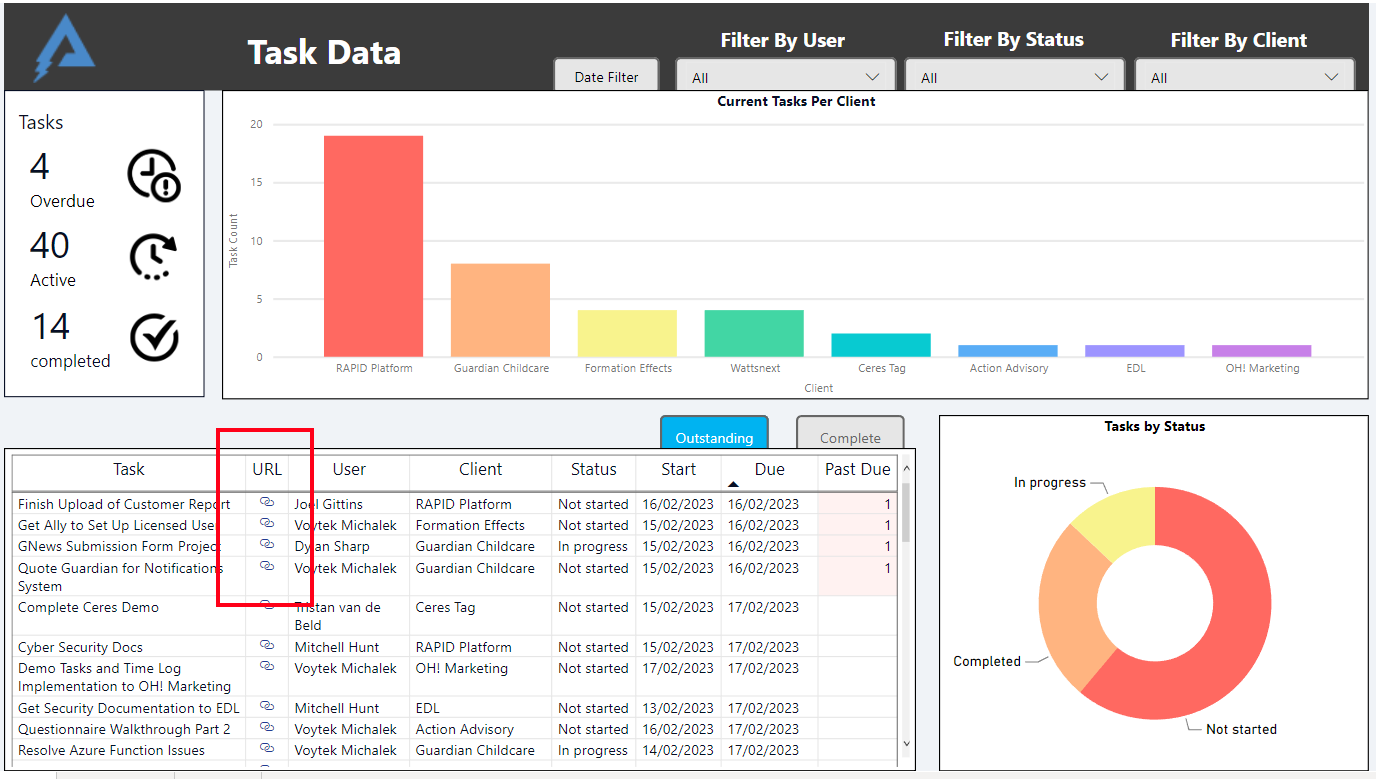 Task Data
Filter By User
Filter By Status
Filter By Client
Date Filter
All
All
All
Tasks
4
Overdue
40
Active
14
completed
Current Tasks Per Client
20
15
10
5
0
Task Count
RAPID Platform
Guardian Childcare
Formation Effects
Wattsnext
Ceres Tag
Action Advisory
EDL
OH! Marketing
Client
Outstanding
Complete
Task URL User Client Status Start Due Past Due
Finish Upload of Customer Report Joel Gittins RAPID Platform Not started 16/02/2023 16/02/2023 1
Get Ally to Set Up Licensed User Voytek Michalek Formation Effects Not started 15/02/2023 16/02/2023 1
GNews Submission Form Project Dylan Sharp Guardian Childcare In progress 15/02/2023 16/02/2023 1
Quote Guardian for Notifications Voytek Michalek Guardian Childcare Not started 15/02/2023 16/02/2023 1
System
Complete Ceres Demo Tristan van de Ceres Tag Not started 15/02/2023 17/02/2023
Beld
Cyber Security Docs Mitchell Hunt RAPID Platform Not started 15/02/2023 17/02/2023
Demo Tasks and Time Log Voytek Michalek OH! Marketing Not started 17/02/2023 17/02/2023
Implementation to OH! Marketing
Get Security Documentation to EDL Mitchell Hunt EDL Not started 13/02/2023 17/02/2023
Questionnaire Walkthrough Part 2 Voytek Michalek Action Advisory Not started 16/02/2023 17/02/2023
Resolve Azure Function Issues Voytek Michalek Guardian Childcare In progress 14/02/2023 17/02/2023
Tasks by Status
In progress
Completed
Not started